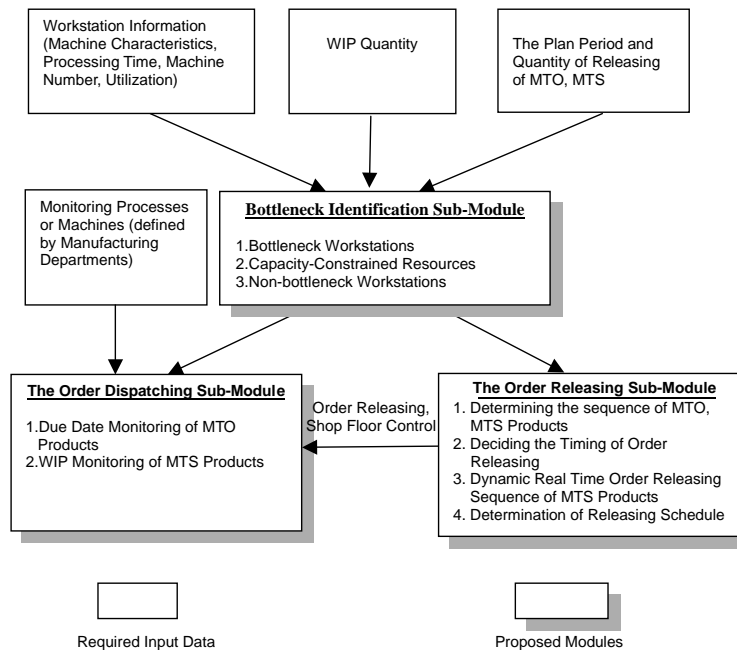 Workstation Information
(Machine Characteristics,
Processing Time, Machine
Number, Utilization)
WIP Quantity
The Plan Period and
Quantity of Releasing
of MTO, MTS
Monitoring Processes
or Machines (defined
by Manufacturing
Departments)
Bottleneck Identification Sub-Module
1.Bottleneck Workstations
2.Capacity-Constrained Resources
3.Non-bottleneck Workstations
The Order Dispatching Sub-Module
1.Due Date Monitoring of MTO
Products
2.WIP Monitoring of MTS Products
Order Releasing,
Shop Floor Control
The Order Releasing Sub-Module
1. Determining the sequence of MTO,
MTS Products
2. Deciding the Timing of Order
Releasing
3. Dynamic Real Time Order Releasing
Sequence of MTS Products
4. Determination of Releasing Schedule
Required Input Data
Proposed Modules